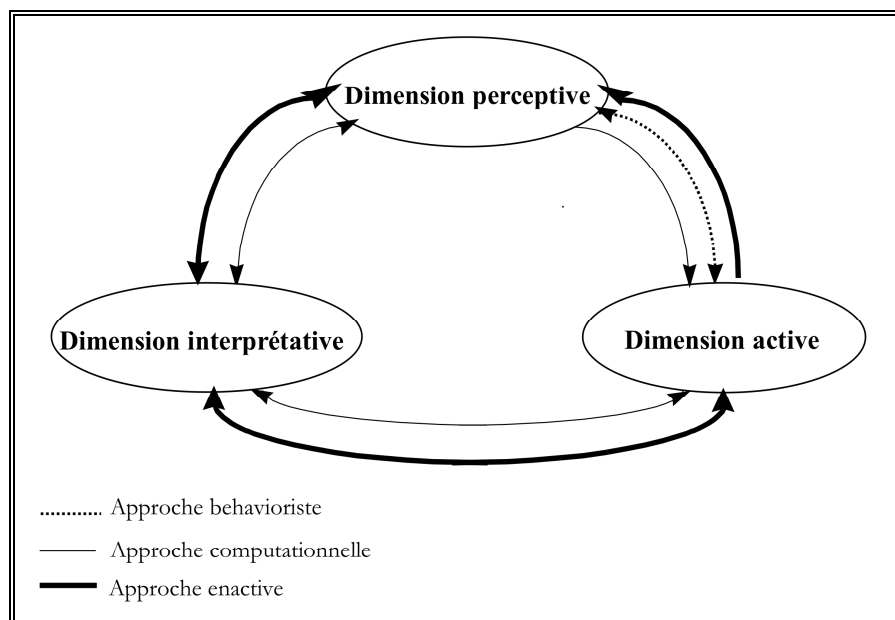 Dimension perceptive
Dimension interprétative
Dimension active
Approche behavioriste
Approche computationnelle
Approche enactive